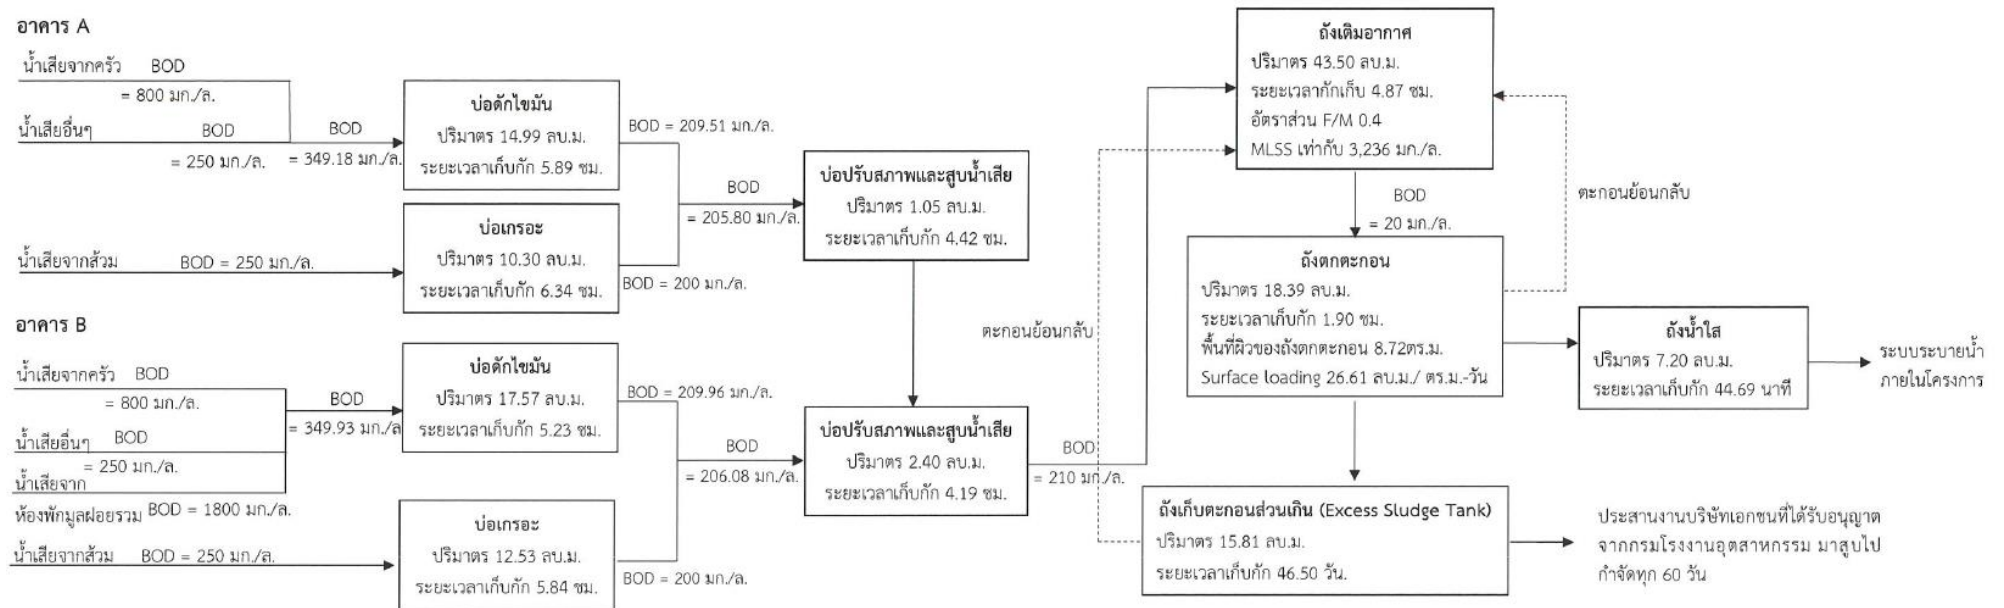 อาคาร A
น้ำเสียจากครัว BOD
= 800 มก./ล.
น้ำเสียอื่นๆ BOD
= 250 มก./ล.
BOD
= 349.18 มก./ล.
บ่อดักไขมัน
ปริมาตร 14.99 ลบ.ม.
ระยะเวลาเก็บกัก 5.89 ซม.
BOD = 209.51 มก./ล.
น้ำเสียจากส้วม BOD = 250 มก./ล.
บ่อเกรอะ
ปริมาตร 10.30 ลบ.ม.
ระยะเวลาเก็บกัก 6.34 ซม.
BOD = 200 มก./ล.
BOD
= 205.80 มก./ล.
บ่อปรับสภาพและสูบน้ำเสีย
ปริมาตร 1.05 ลบ.ม.
ระยะเวลาเก็บกัก 4.42 ชม.
อาคาร B
น้ำเสียจากครัว BOD
= 800 มก./ล.
น้ำเสียอื่นๆ BOD
= 250 มก./ล.
น้ำเสียจาก
ห้องพักมูลฝอยรวม BOD = 1800 มก./ล.
BOD
= 349.93 มก./ล
บ่อดักไขมัน
ปริมาตร 17.57 ลบ.ม.
ระยะเวลาเก็บกัก 5.23 ชม.
BOD = 209.96 มก./ล.
น้ำเสียจากส้วม BOD = 250 มก./ล.
บ่อเกรอะ
ปริมาตร 12.53 ลบ.ม.
ระยะเวลาเก็บกัก 5.84 ชม.
BOD = 200 มก./ล.
BOD
= 206.08 มก./ล.
บ่อปรับสภาพและสูบน้ำเสีย
ปริมาตร 2.40 ลบ.ม.
ระยะเวลาเก็บกัก 4.19 ชม.
BOD
= 210 มก./ล.
ถังเติมอากาศ
ปริมาตร 43.50 ลบ.ม.
ระยะเวลากักเก็บ 4.87 ชม.
อัตราส่วน F/M 0.4
MLSS เท่ากับ 3,236 มก./ล.
ตะกอนย้อนกลับ
BOD
= 20 มก./ล.
ถังตกตะกอน
ปริมาตร 18.39 ลบ.ม.
ระยะเวลาเก็บกัก 1.90 ชม.
พื้นที่ผิวของถังตกตะกอน 8.72ตร.ม.
Surface loading 26.61 ลบ.ม./ ตร.ม.-วัน
ตะกอนย้อนกลับ
ถังน้ำใส
ปริมาตร 7.20 ลบ.ม.
ระยะเวลาเก็บกัก 44.69 นาที
ระบบระบายน้ำ
ภายในโครงการ
ถังเก็บตะกอนส่วนเกิน (Excess Sludge Tank)
ปริมาตร 15.81 ลบ.ม.
ระยะเวลาเก็บกัก 46.50 วัน.
ประสานงานบริษัทเอกชนที่ได้รับอนุญาต
จากกรมโรงงานอุตสาหกรรม มาสูบไป
กำจัดทุก 60 วัน